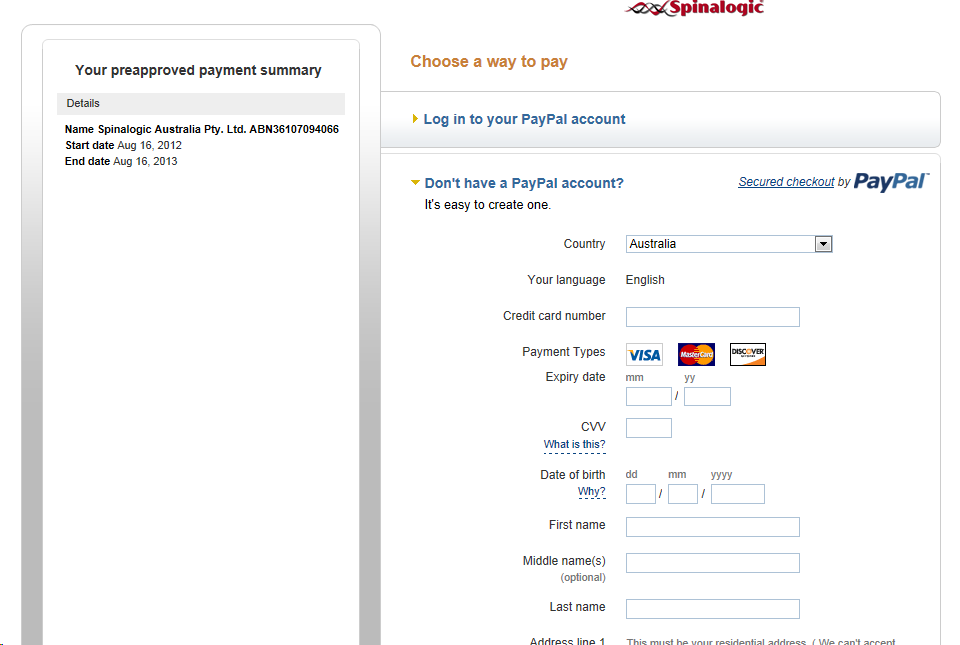 Spinalogic
Your preapproved payment summary
Details
Name Spinalogic Australia Pty. Ltd. ABN36107094066
Start date Aug 16, 2012
End date Aug 16, 2013
Choose a way to pay
Log in to your PayPal account
Don't have a PayPal account?
It's easy to create one.
Secured checkout by PayPal
Country Australia
Your language English
Credit card number
Payment Types VISA MasterCard DISCOVER
Expiry date mm yy
/
CVV
What is this?
Date of birth dd mm yyyy
Why? / /
First name
Middle name(s)
(optional)
Last name
Address line 1 This must be your residential address. ( We can't accept